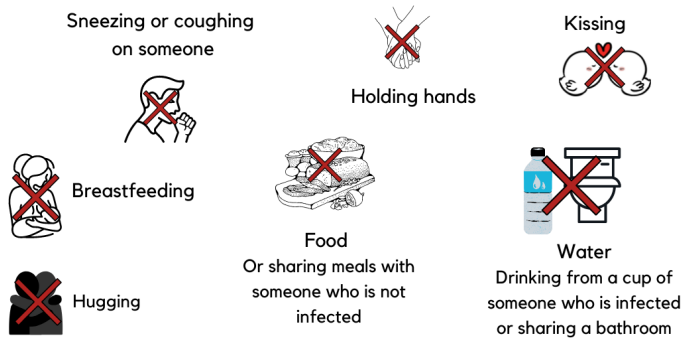 Sneezing or coughing
on someone
Holding hands
Kissing
Breastfeeding
Food
Or sharing meals with
someone who is not
infected
Water
Drinking from a cup of
someone who is infected
or sharing a bathroom
Hugging